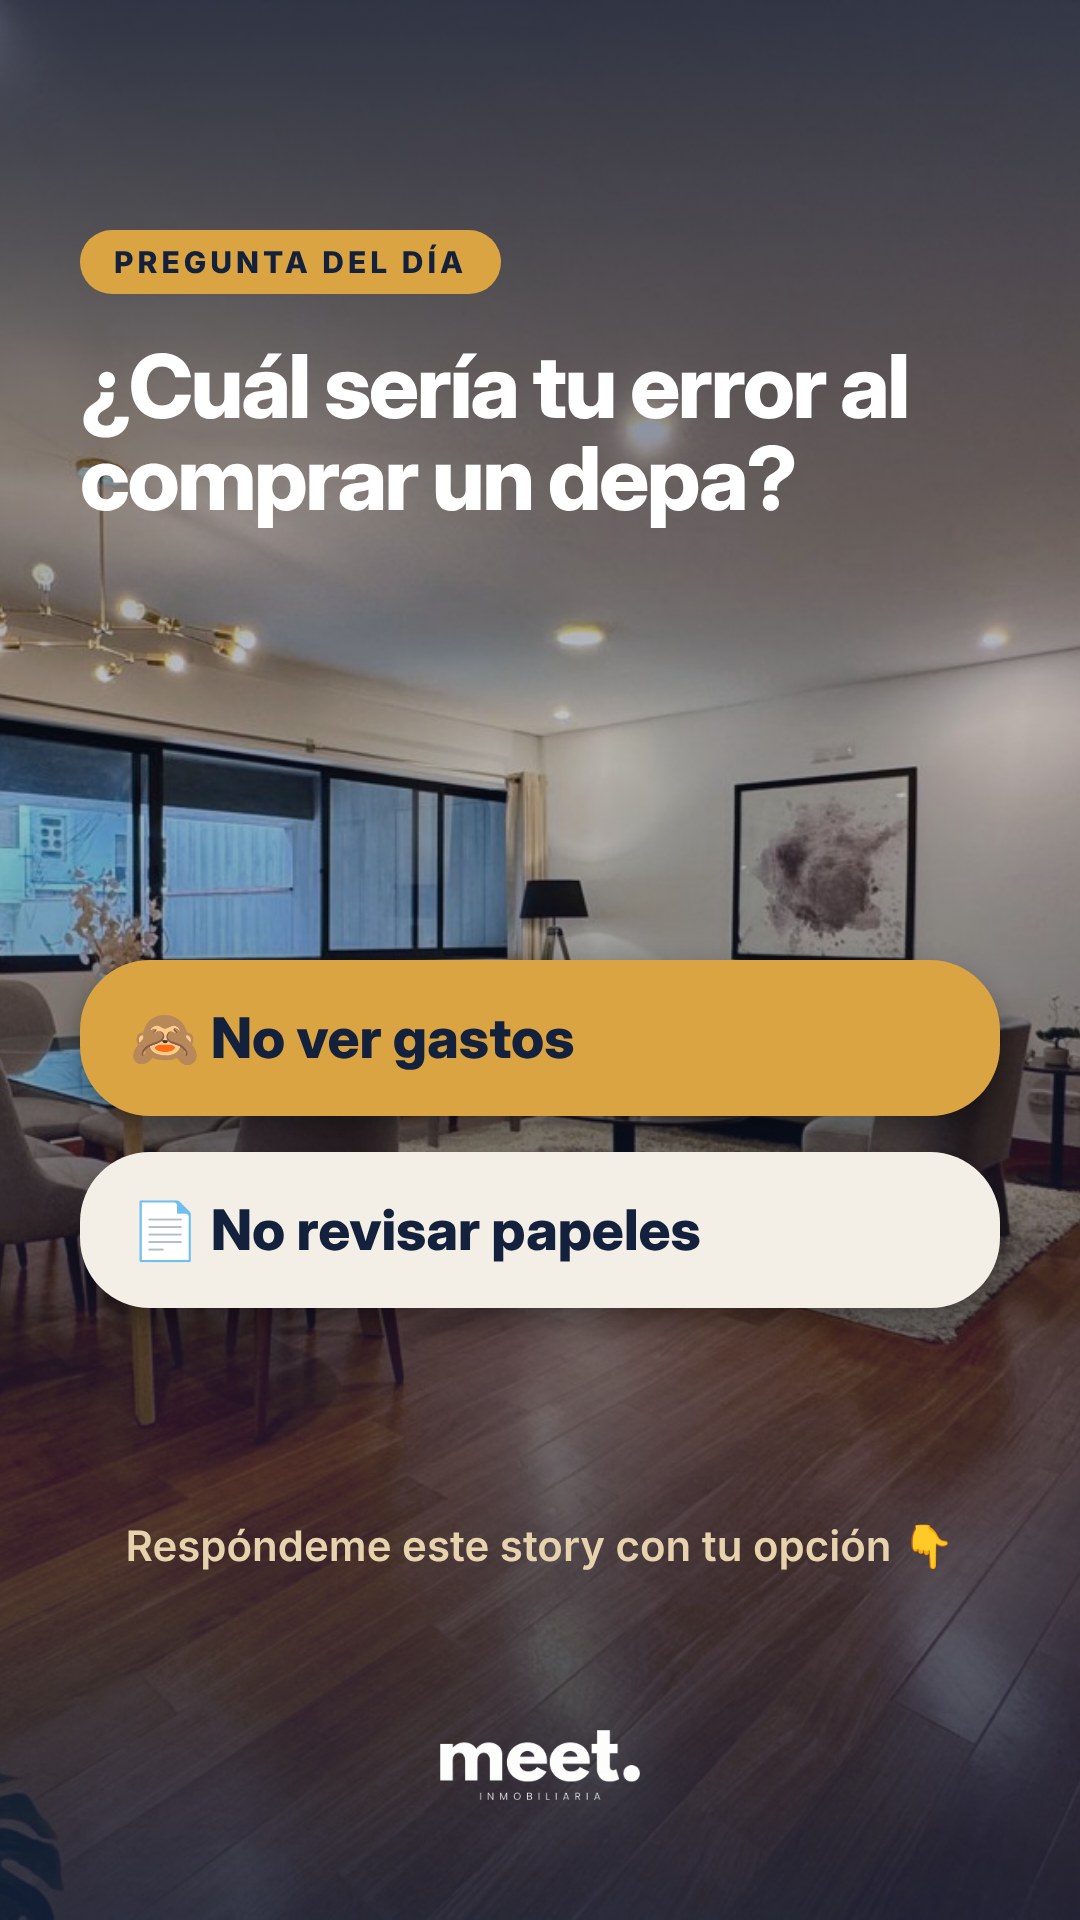 PREGUNTA DEL DÍA
¿Cuál sería tu error al
comprar un depa?
🙈 No ver gastos
📄 No revisar papeles
Respóndeme este story con tu opción 👇
meet.
INMOBILIARIA